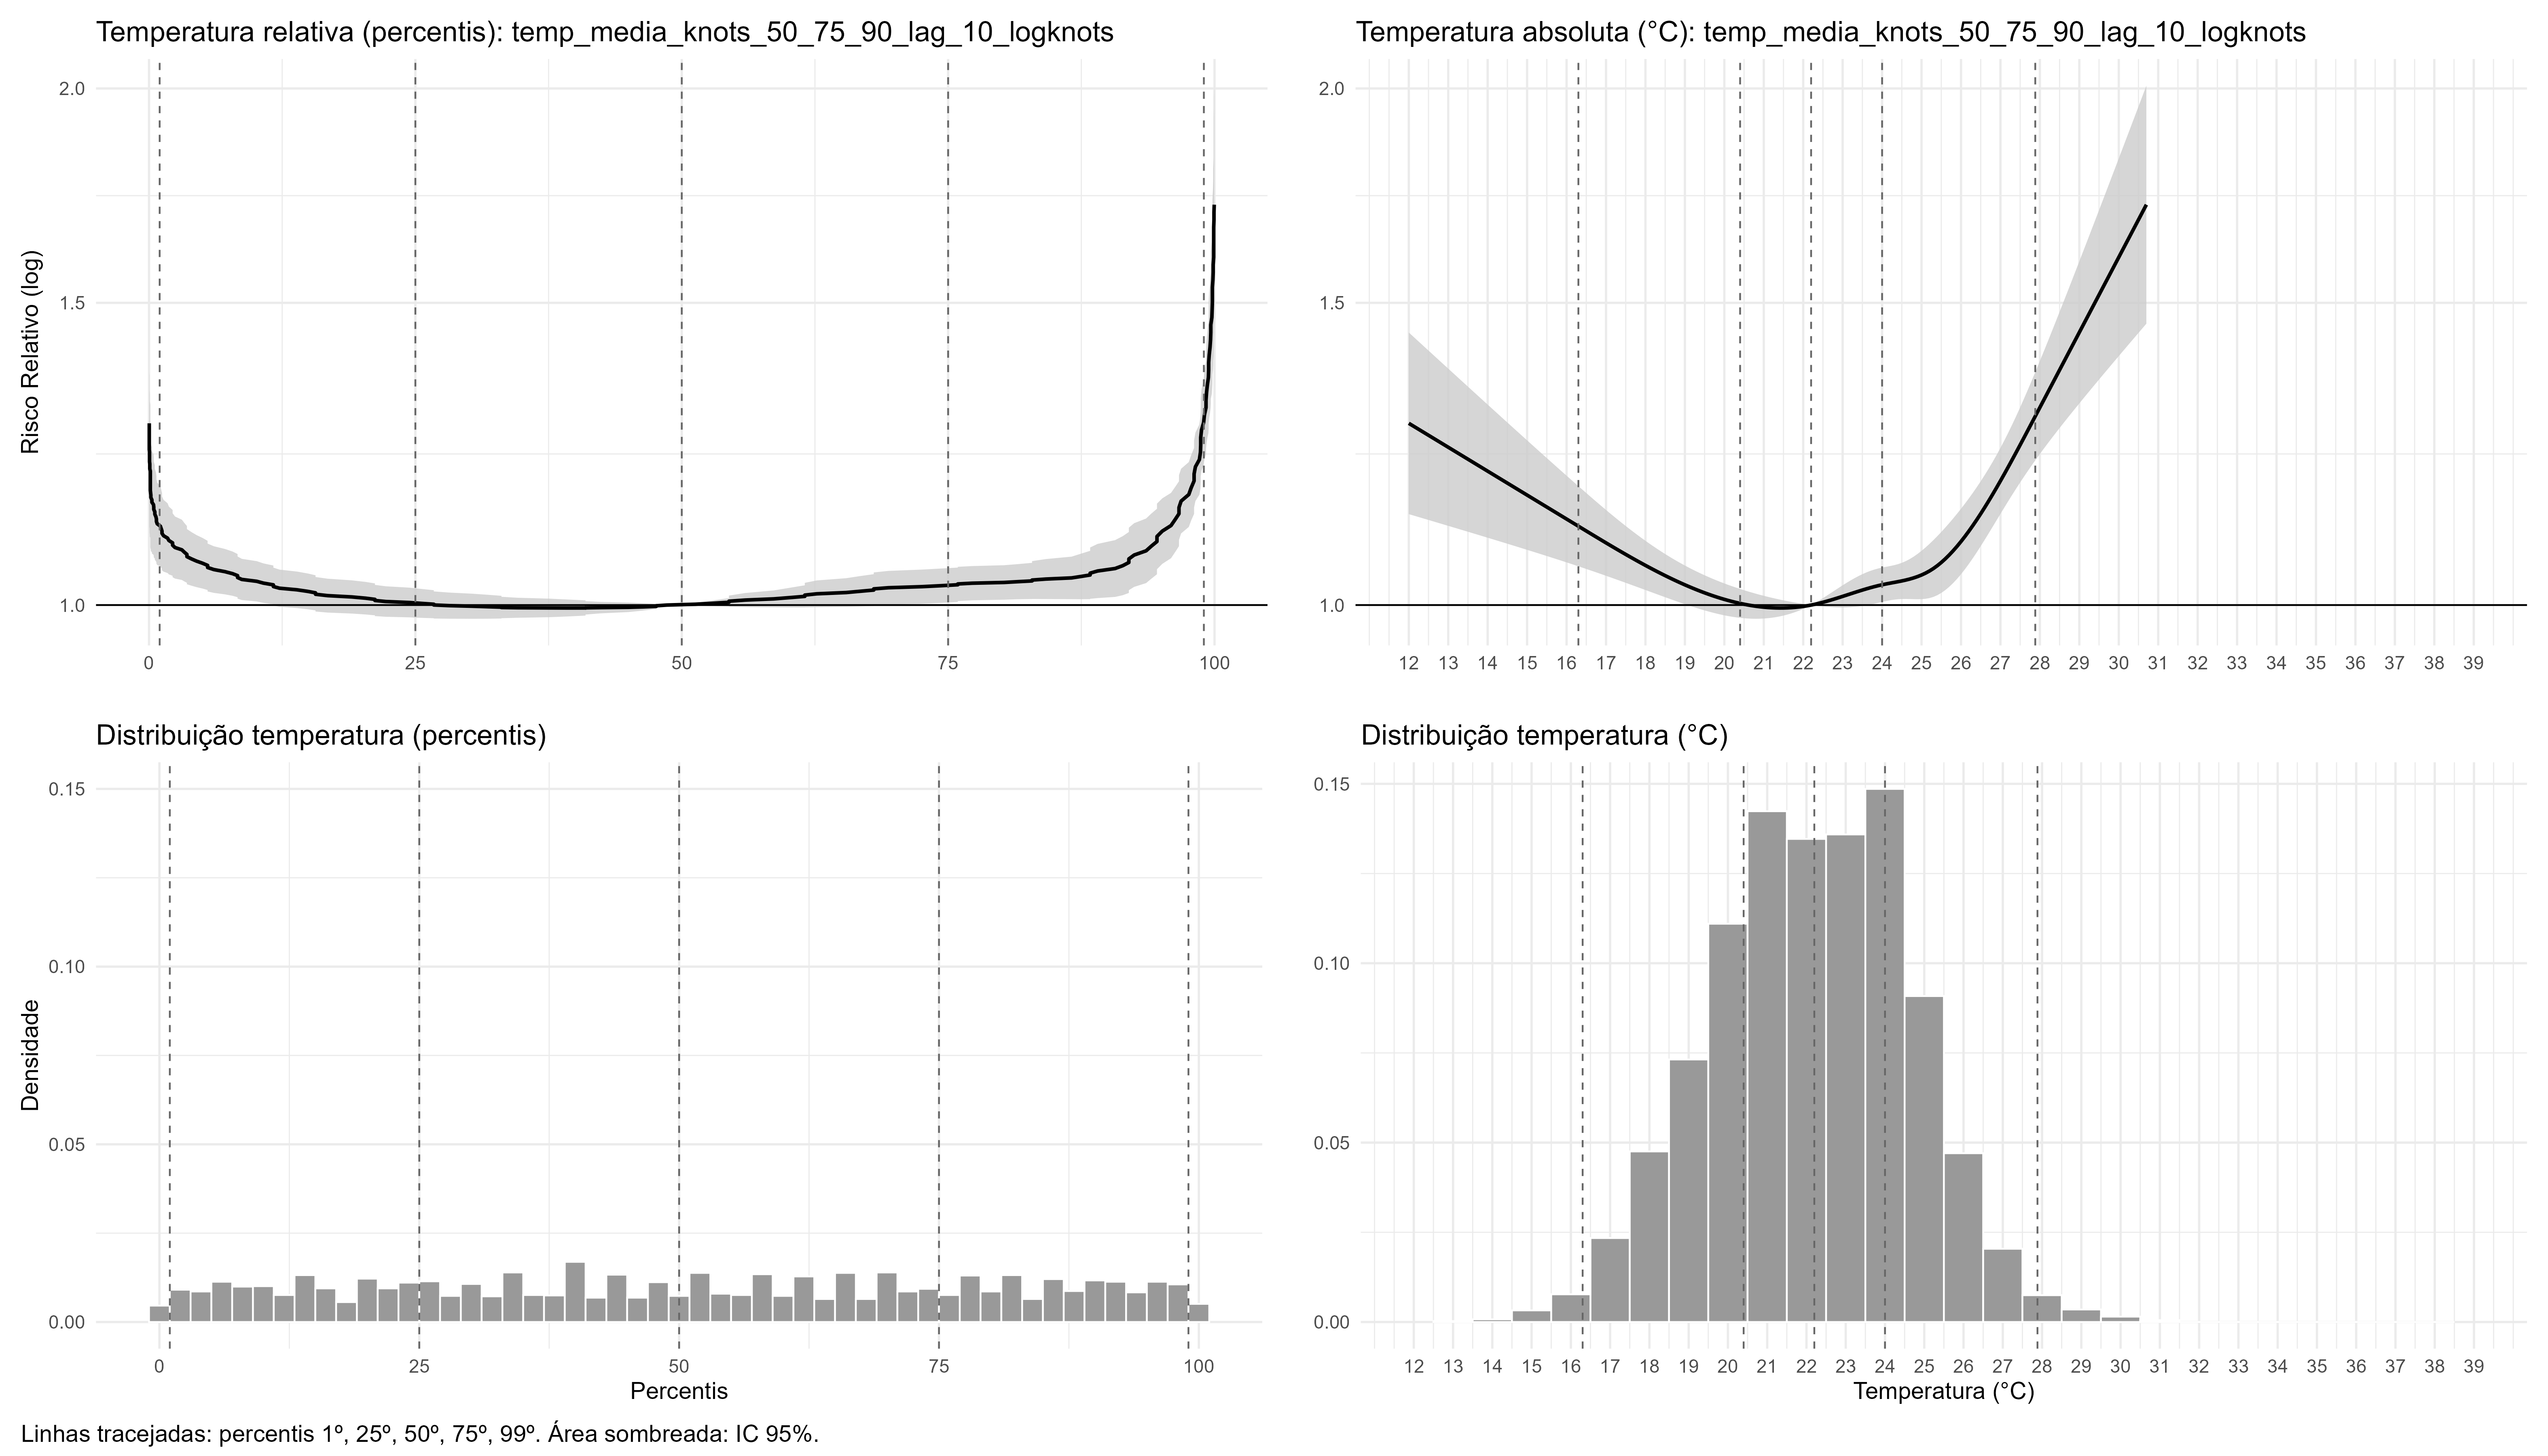 Temperatura relativa (percentis): temp_media_knots_50_75_90_lag_10_logknots
Risco Relativo (log)
2.0
1.5
1.0
0 25 50 75 100
Temperatura absoluta (°C): temp_media_knots_50_75_90_lag_10_logknots
2.0
1.5
1.0
12 13 14 15 16 17 18 19 20 21 22 23 24 25 26 27 28 29 30 31 32 33 34 35 36 37 38 39
Distribuição temperatura (percentis)
Densidade
0.15
0.10
0.05
0.00
0 25 50 75 100
Percentis
Distribuição temperatura (°C)
0.15
0.10
0.05
0.00
12 13 14 15 16 17 18 19 20 21 22 23 24 25 26 27 28 29 30 31 32 33 34 35 36 37 38 39
Temperatura (°C)
Linhas tracejadas: percentis 1º, 25º, 50º, 75º, 99º. Área sombreada: IC 95%.